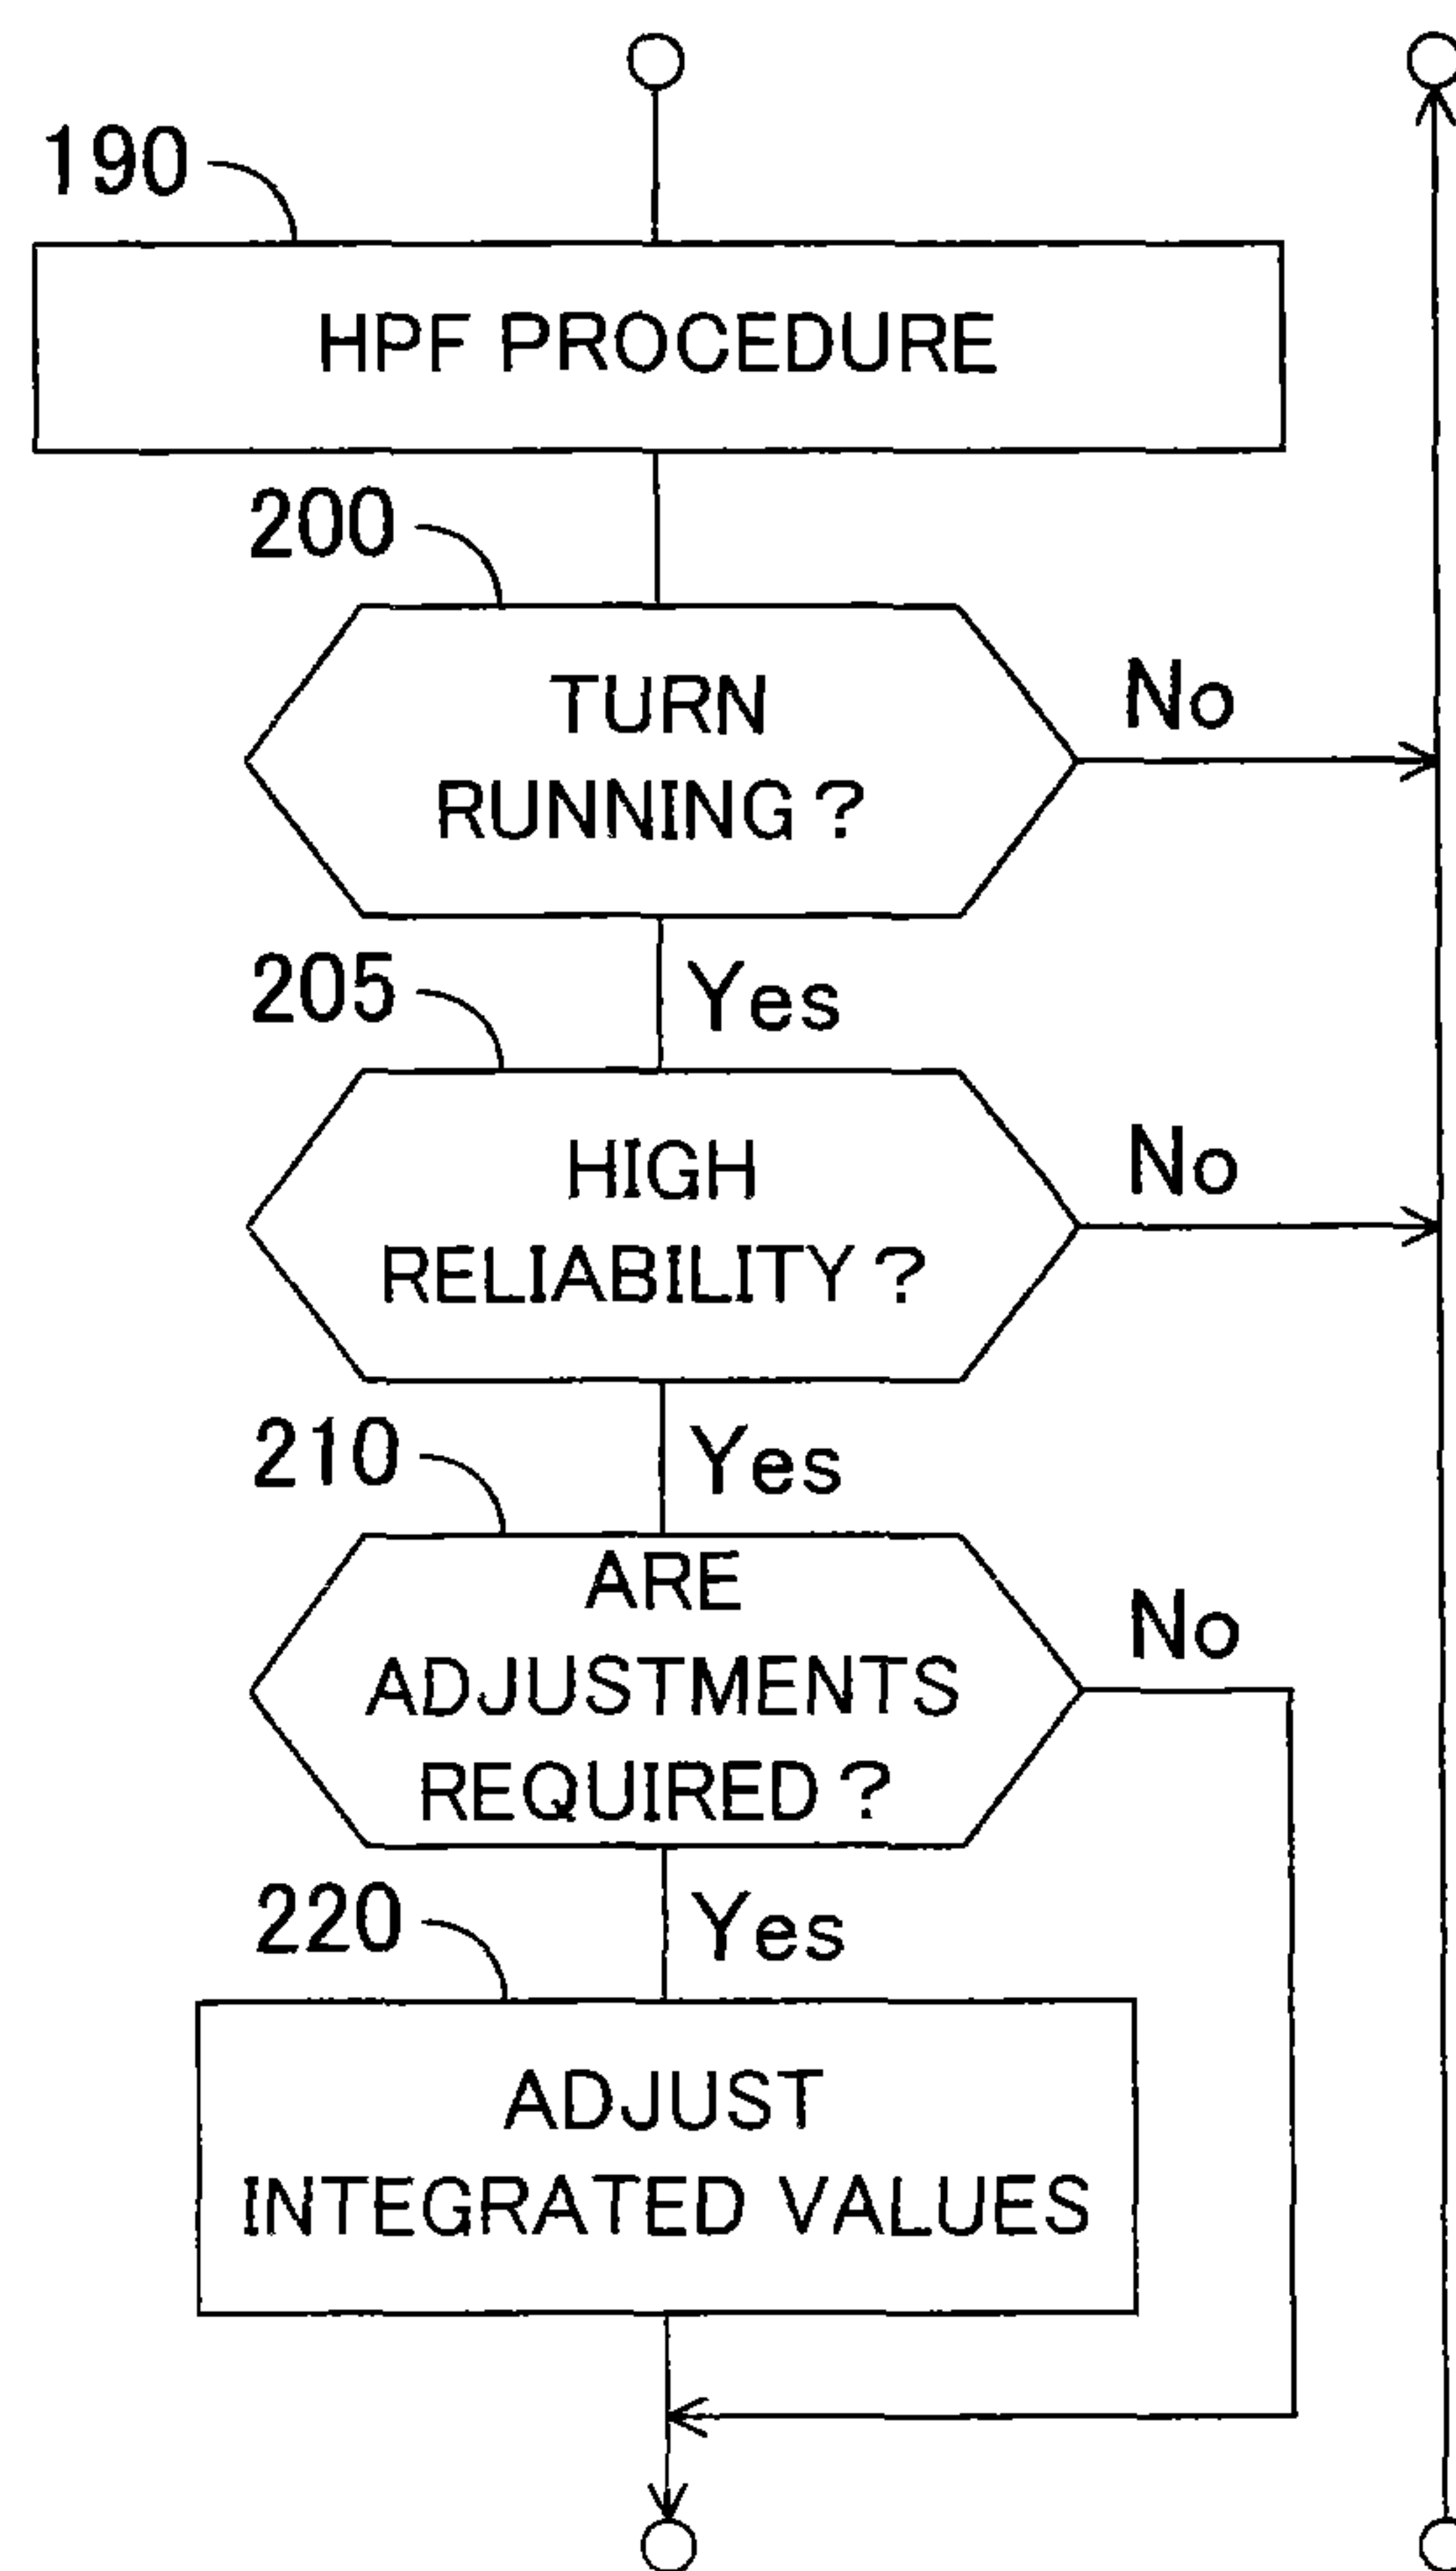 190
HPF PROCEDURE
200
TURN
RUNNING?
No
Yes
205
HIGH
RELIABILITY?
No
Yes
210
ARE
ADJUSTMENTS
REQUIRED?
No
Yes
220
ADJUST
INTEGRATED VALUES